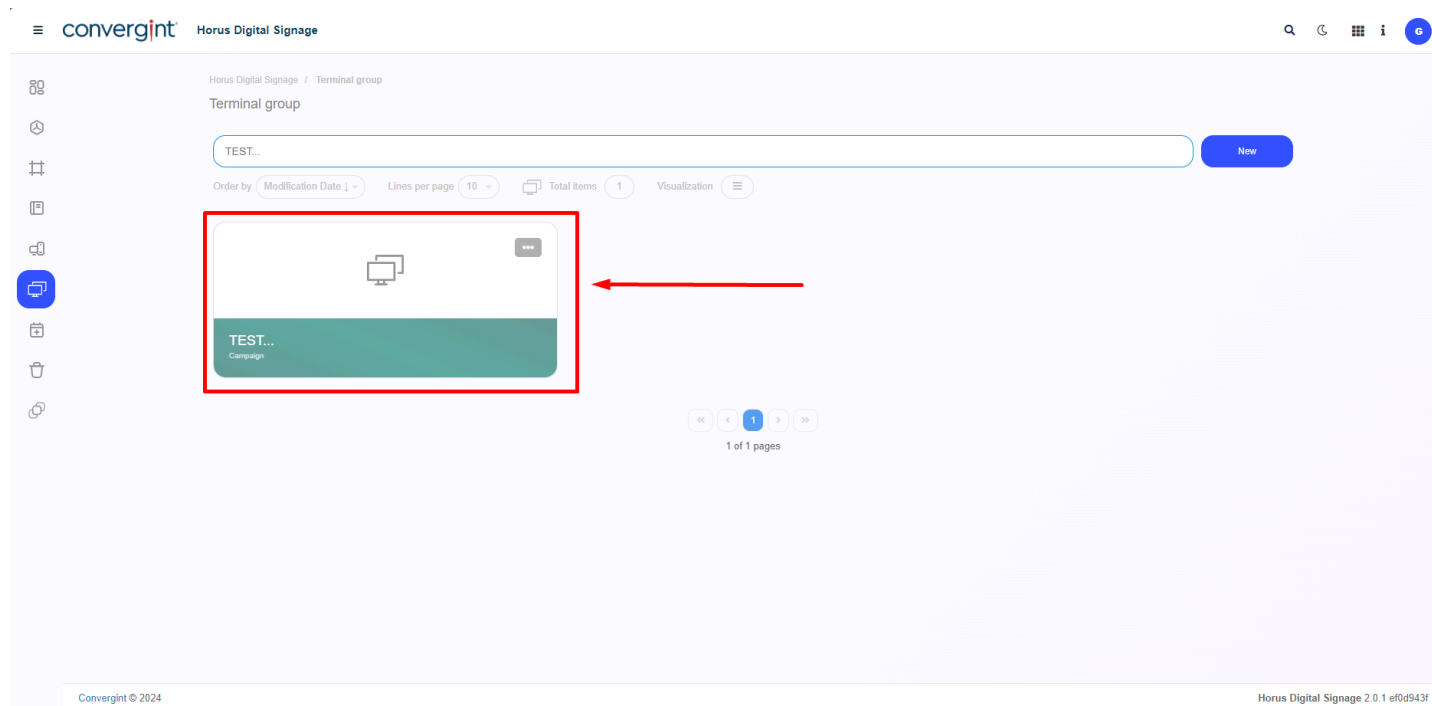 convergint Horus Digital Signage
G
Horus Digital Signage / Terminal group
Terminal group
TEST...
New
Order by Modification Date ↓ Lines per page 10 Total items 1 Visualization
TEST...
Campaign
« ‹ 1 › »
1 of 1 pages
Convergint © 2024
Horus Digital Signage 2.0.1 ef0d943f